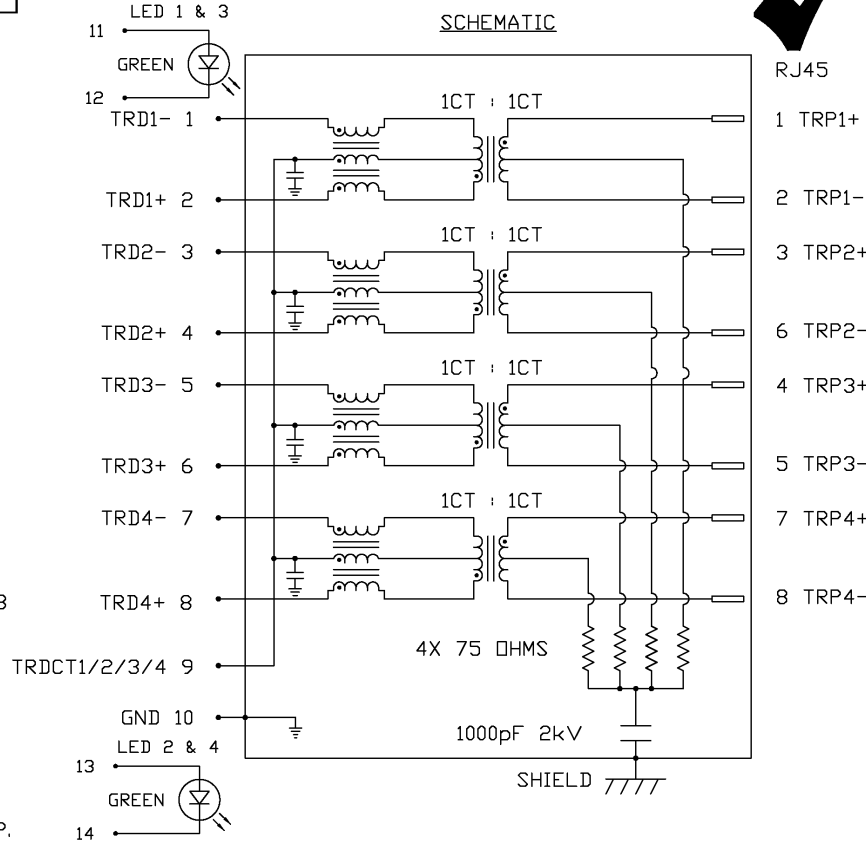 LED 1 & 3
SCHEMATIC
11
GREEN
12
RJ45
1CT : 1CT
TRD1- 1
1 TRP1+
TRD1+ 2
2 TRP1-
1CT : 1CT
TRD2- 3
3 TRP2+
TRD2+ 4
6 TRP2-
1CT : 1CT
TRD3- 5
4 TRP3+
TRD3+ 6
5 TRP3-
1CT : 1CT
TRD4- 7
7 TRP4+
TRD4+ 8
8 TRP4-
4X 75 OHMS
TRDCT1/2/3/4 9
GND 10
1000pF 2kV
LED 2 & 4
13
SHIELD
GREEN
14